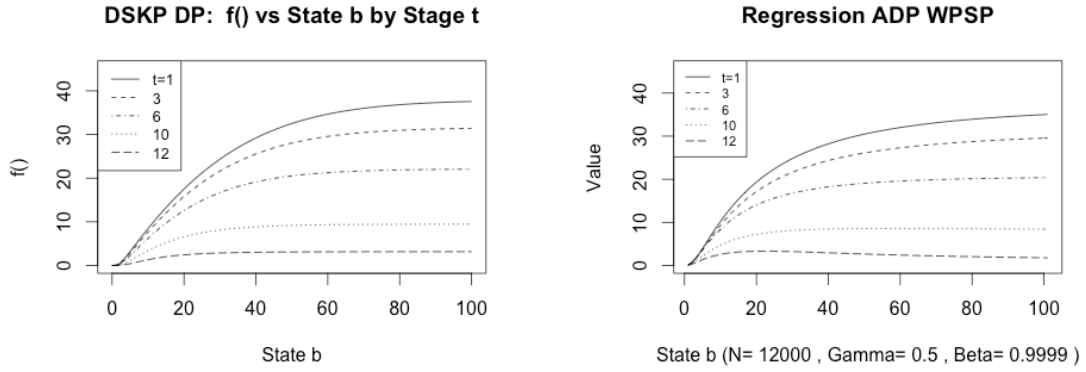 DSKP DP:  f() vs State b by Stage t
f()
40
30
20
10
0
t=1
3
6
10
12
0 20 40 60 80 100
State b
Regression ADP WPSP
Value
40
30
20
10
0
t=1
3
6
10
12
0 20 40 60 80 100
State b (N= 12000 , Gamma= 0.5 , Beta= 0.9999 )